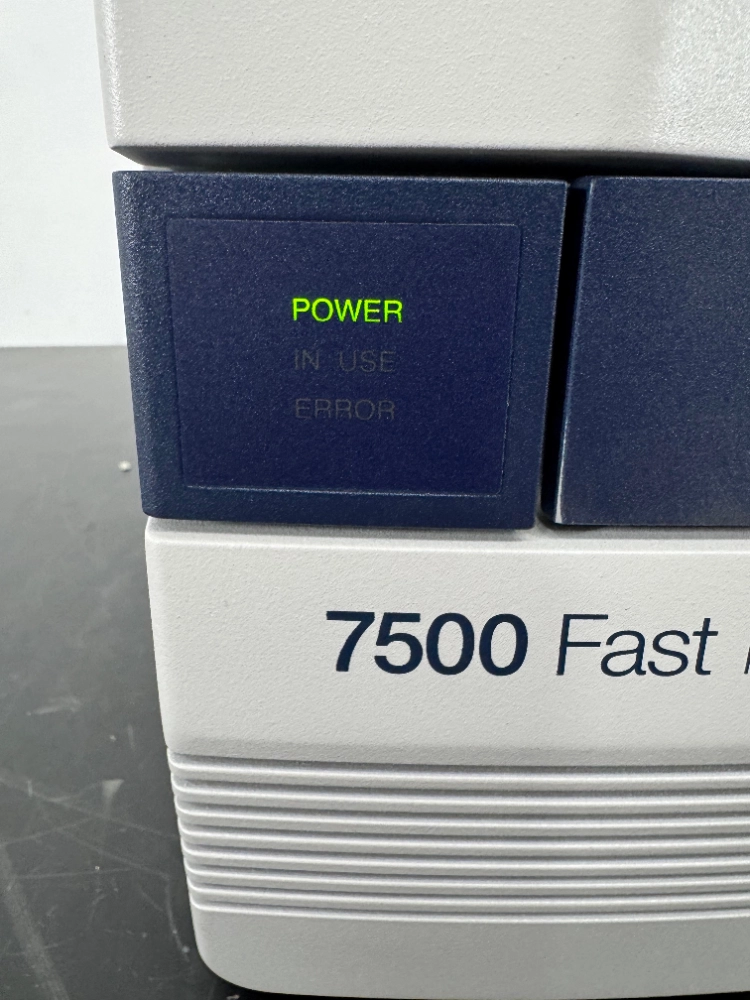 POWER
IN USE
ERROR
7500 Fast